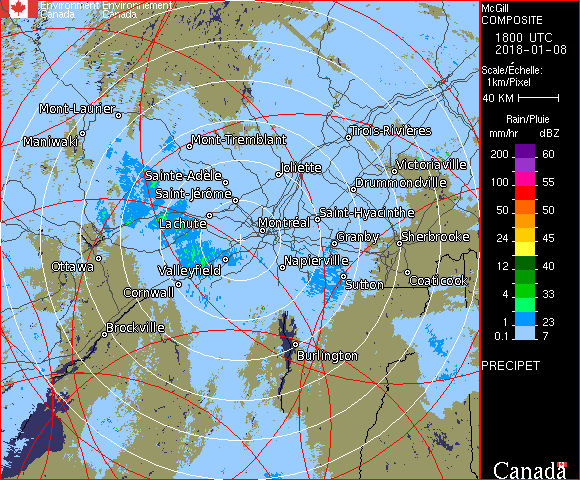 Environment Environnement
Canada Canada
McGill
COMPOSITE
1800 UTC
2018-01-08
Scale/Échelle:
1km/Pixel
40 KM
Rain/Pluie
mm/hr dBZ
200 60
100 55
50 50
24 45
12 40
4 33
1 23
0.1 7
PRECIPET
Canada
Mont-Laurier
Maniwaki
Mont-Tremblant
Trois-Rivières
Sainte-Adèle
Joliette
Victoriaville
Saint-Jérôme
Drummondville
Lachute
Montréal
Saint-Hyacinthe
Granby
Sherbrooke
Ottawa
Valleyfield
Napierville
Cornwall
Sutton
Coaticook
Brockville
Burlington